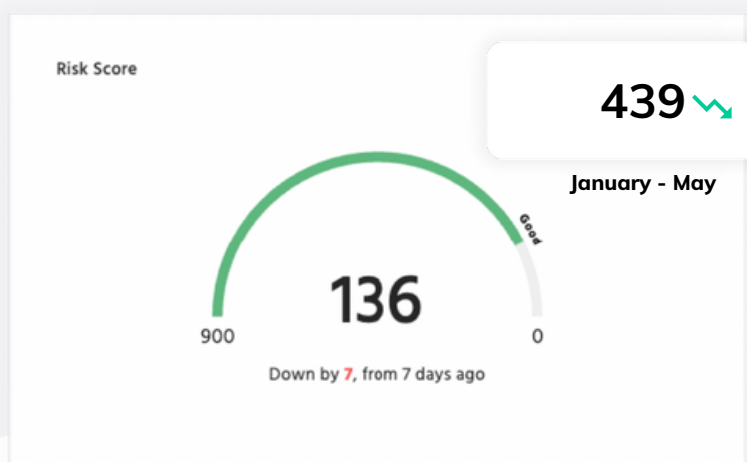 Risk Score
439
January - May
Good
136
900
0
Down by 7, from 7 days ago